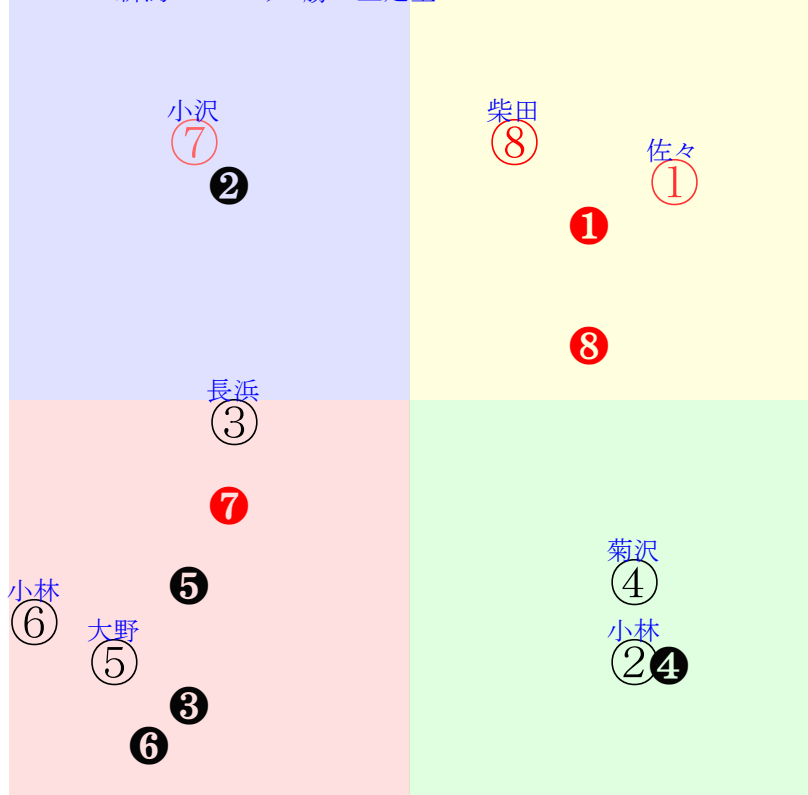 小沢
⑦
❷
柴田
⑧
佐々
①
❶
❽
長浜
③
❼
❺
小林
⑥
大野
⑤
❸
❻
菊沢
④
小林
②❹